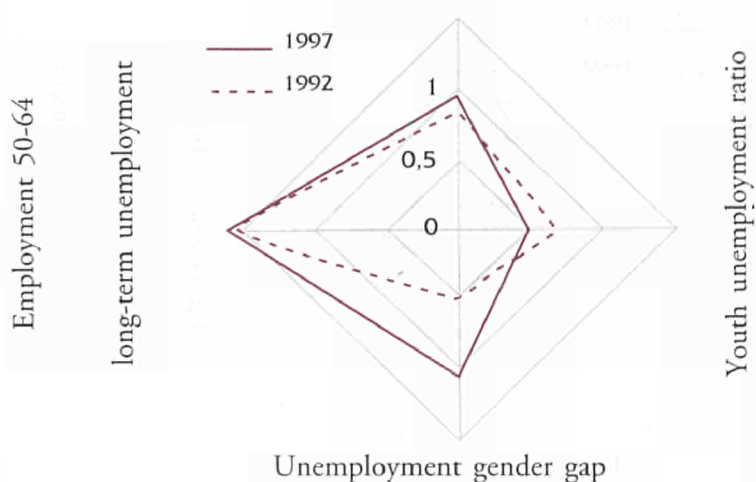 1997
1992
1
0,5
0
Employment 50-64
long-term unemployment
Youth unemployment ratio
Unemployment gender gap